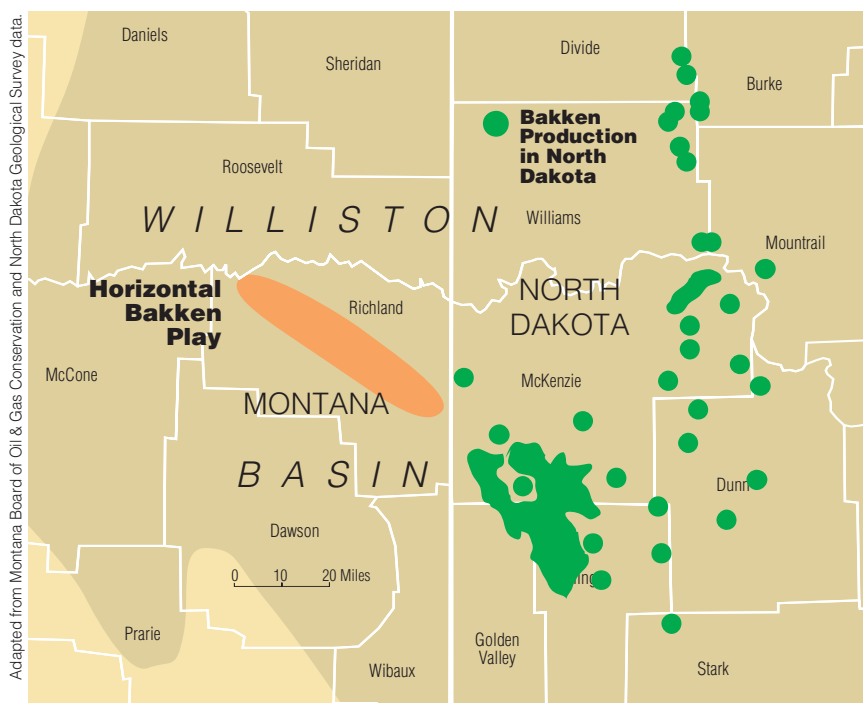 Adapted from Montana Board of Oil & Gas Conservation and North Dakota Geological Survey data.
Daniels
Sheridan
Divide
Burke
Bakken
Production
in North
Dakota
Roosevelt
Williams
WILLISTON
Mountrail
Horizontal
Bakken
Play
Richland
NORTH
DAKOTA
McCone
McKenzie
MONTANA
BASIN
Dunn
Dawson
0 10 20 Miles
Prarie
Golden
Valley
Wibaux
Stark